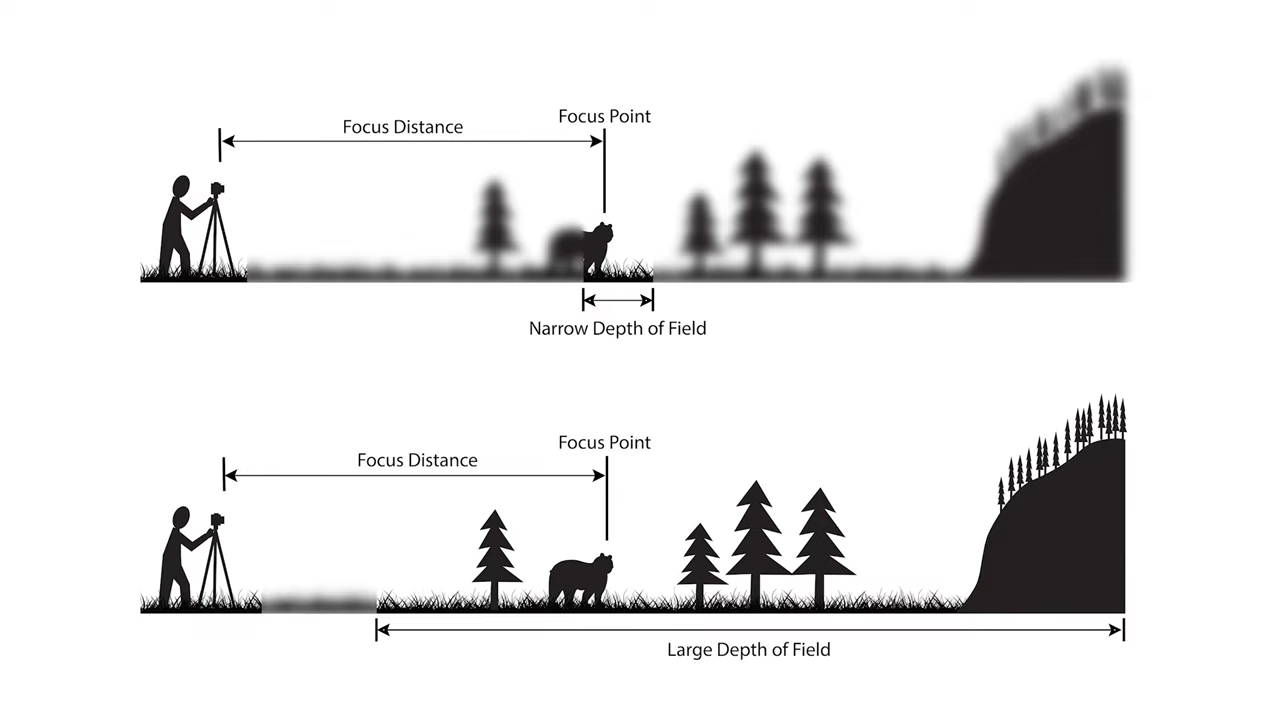 Focus Point
Focus Distance
Narrow Depth of Field
Focus Point
Focus Distance
Large Depth of Field